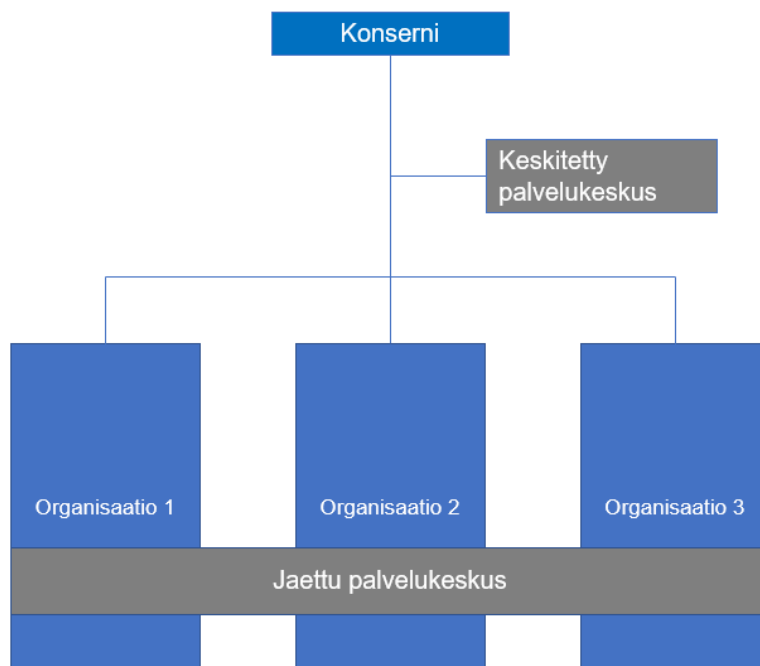 Konserni
Keskitetty
palvelukeskus
Organisaatio 1
Organisaatio 2
Organisaatio 3
Jaettu palvelukeskus